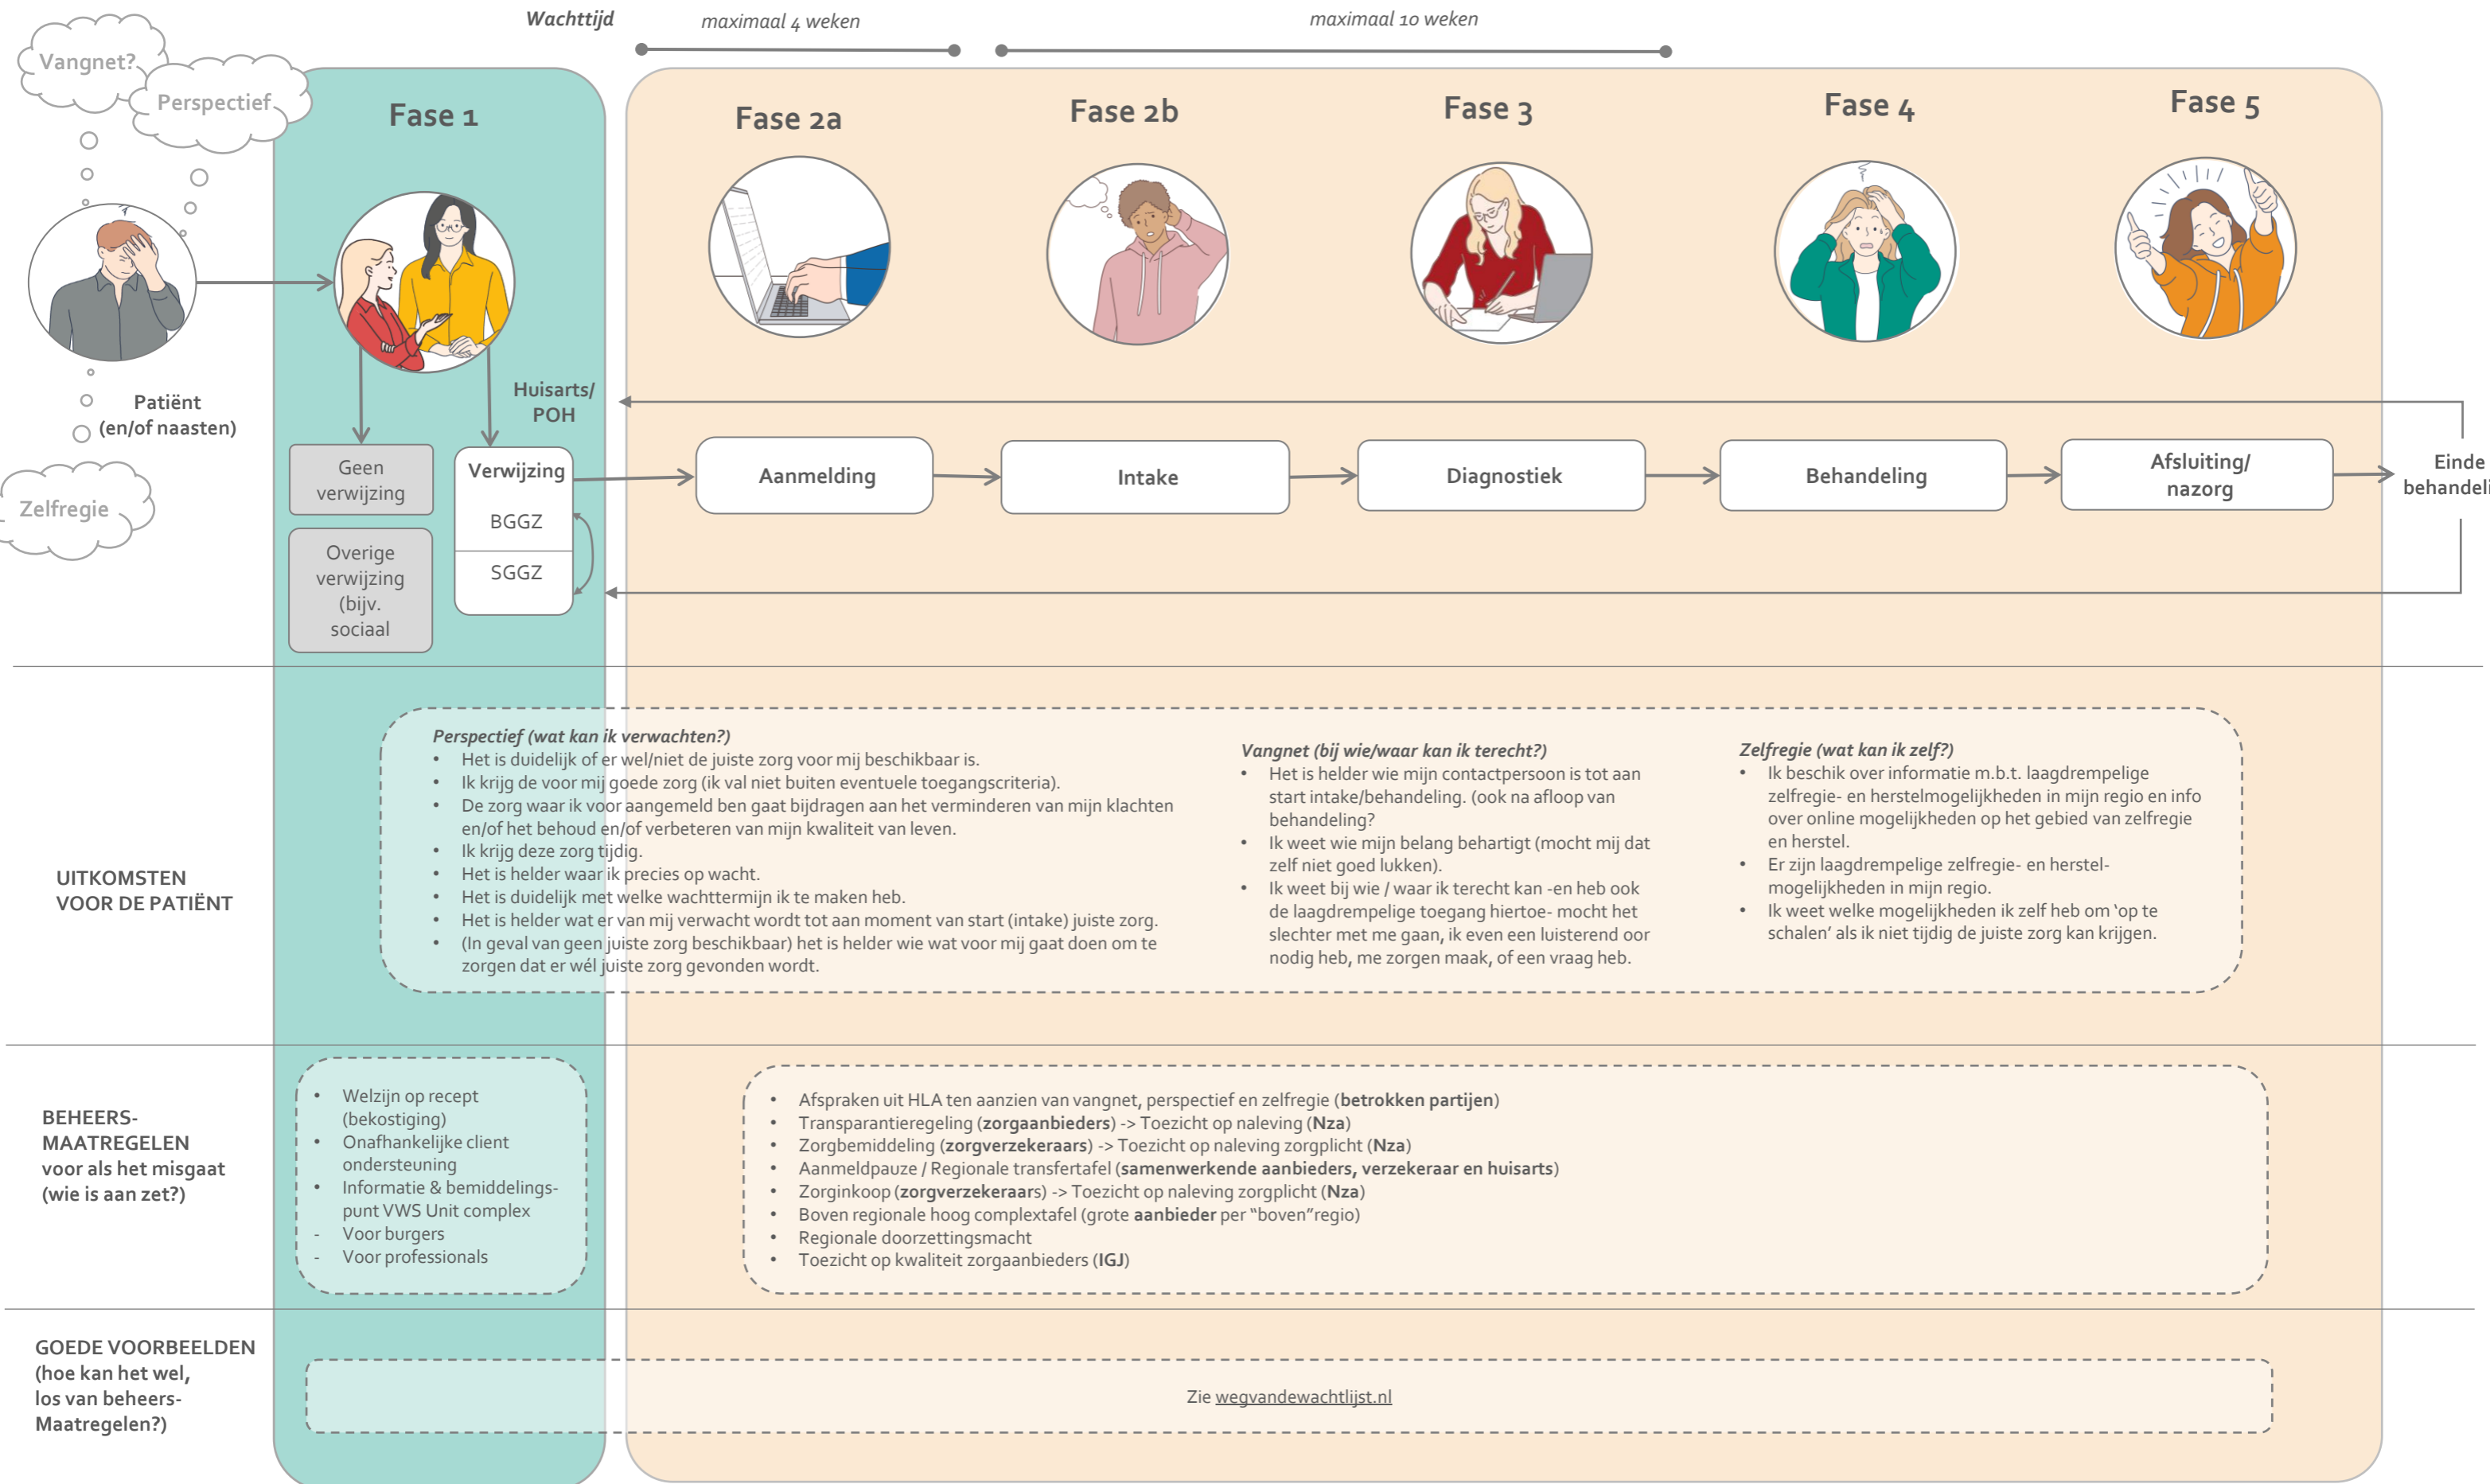 Wachttijd
maximaal 4 weken
maximaal 10 weken
Vangnet?
Perspectief
Fase 1
Fase 2a
Fase 2b
Fase 3
Fase 4
Fase 5
Patiënt
(en/of naasten)
Zelfregie
Huisarts/
POH
Geen
verwijzing
Overige
verwijzing
(bijv.
sociaal
Verwijzing
BGGZ
SGGZ
Aanmelding
Intake
Diagnostiek
Behandeling
Afsluiting/
nazorg
Einde
UITKOMSTEN
VOOR DE PATIËNT
Perspectief (wat kan ik verwachten?)
• Het is duidelijk of er wel/niet de juiste zorg voor mij beschikbaar is.
• Ik krijg de voor mij goede zorg (ik val niet buiten eventuele toegangscriteria).
• De zorg waar ik voor aangemeld ben gaat bijdragen aan het verminderen van mijn klachten
en/of het behoud en/of verbeteren van mijn kwaliteit van leven.
• Ik krijg deze zorg tijdig.
• Het is helder waar ik precies op wacht.
• Het is duidelijk met welke wachttermijn ik te maken heb.
• Het is helder wat er van mij verwacht wordt tot aan moment van start (intake) juiste zorg.
• (In geval van geen juiste zorg beschikbaar) het is helder wie wat voor mij gaat doen om te
zorgen dat er wél juiste zorg gevonden wordt.
Vangnet (bij wie/waar kan ik terecht?)
• Het is helder wie mijn contactpersoon is tot aan
start intake/behandeling. (ook na afloop van
behandeling?
• Ik weet wie mijn belang behartigt (mocht mij dat
zelf niet goed lukken).
• Ik weet bij wie / waar ik terecht kan -en heb ook
de laagdrempelige toegang hiertoe- mocht het
slechter met me gaan, ik even een luisterend oor
nodig heb, me zorgen maak, of een vraag heb.
Zelfregie (wat kan ik zelf?)
• Ik beschik over informatie m.b.t. laagdrempelige
zelfregie- en herstelmogelijkheden in mijn regio en info
over online mogelijkheden op het gebied van zelfregie
en herstel.
• Er zijn laagdrempelige zelfregie- en herstel-
mogelijkheden in mijn regio.
• Ik weet welke mogelijkheden ik zelf heb om ‘op te
schalen’ als ik niet tijdig de juiste zorg kan krijgen.
BEHEERS-
MAATREGELEN
voor als het misgaat
(wie is aan zet?)
• Welzijn op recept
(bekostiging)
• Onafhankelijke client
ondersteuning
• Informatie & bemiddelings-
punt VWS Unit complex
- Voor burgers
- Voor professionals
• Afspraken uit HLA ten aanzien van vangnet, perspectief en zelfregie (betrokken partijen)
• Transparantieregeling (zorgaanbieders) -> Toezicht op naleving (Nza)
• Zorgbemiddeling (zorgverzekeraars) -> Toezicht op naleving zorgplicht (Nza)
• Aanmeldpauze / Regionale transfertafel (samenwerkende aanbieders, verzekeraar en huisarts)
• Zorginkoop (zorgverzekeraars) -> Toezicht op naleving zorgplicht (Nza)
• Boven regionale hoog complextafel (grote aanbieder per “boven”regio)
• Regionale doorzettingsmacht
• Toezicht op kwaliteit zorgaanbieders (IGJ)
GOEDE VOORBEELDEN
(hoe kan het wel,
los van beheers-
Maatregelen?)
Zie wegvandewachtlijst.nl